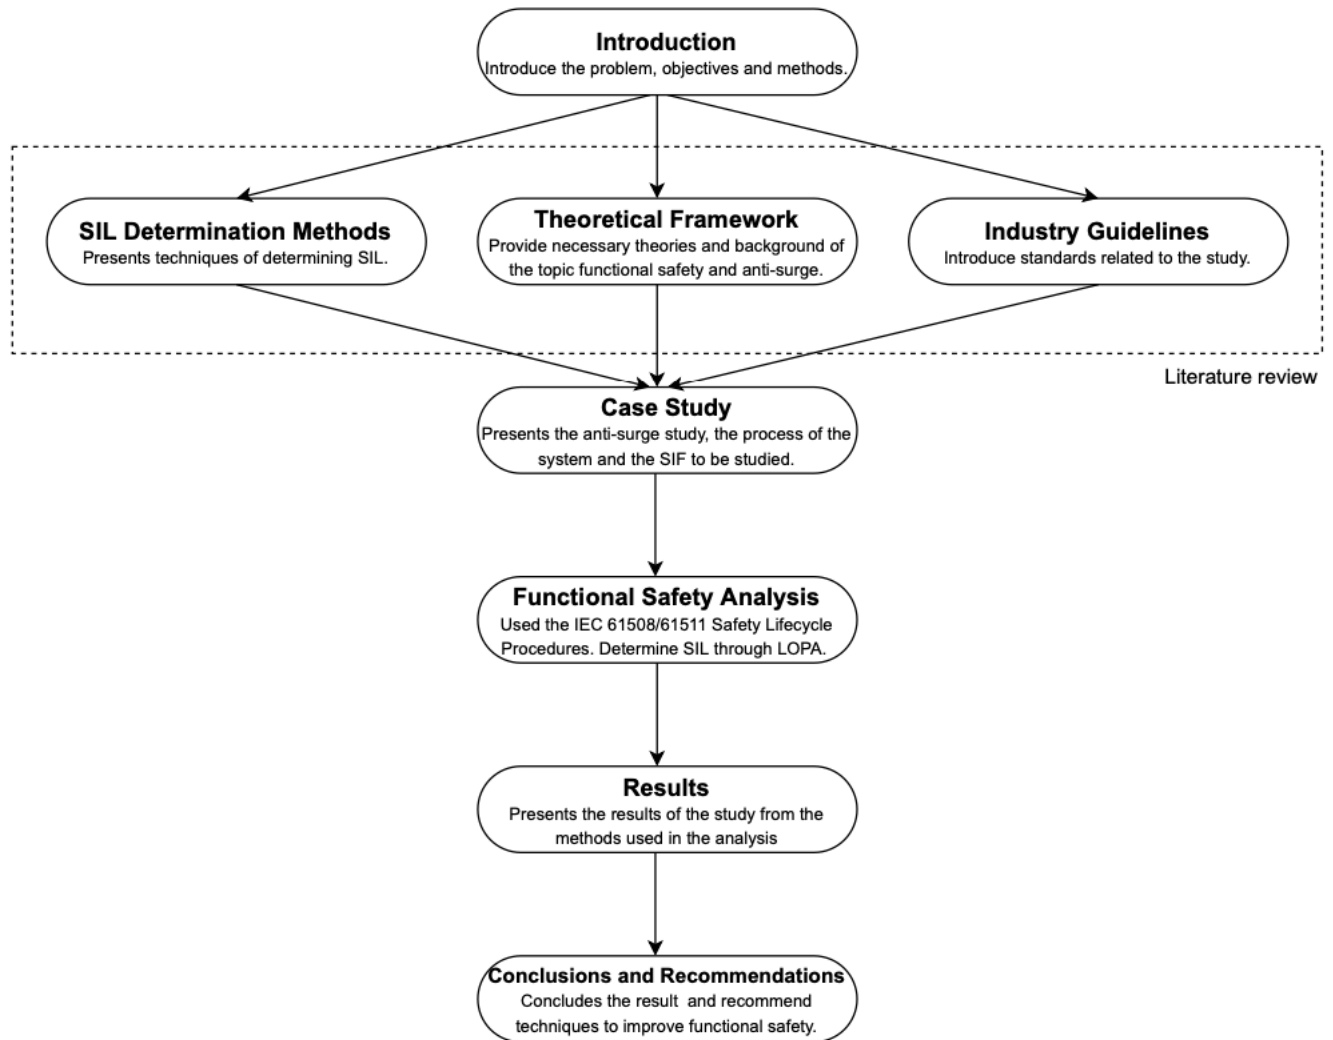 Introduction
Introduce the problem, objectives and methods.
SIL Determination Methods
Presents techniques of determining SIL.
Theoretical Framework
Provide necessary theories and background of
the topic functional safety and anti-surge.
Industry Guidelines
Introduce standards related to the study.
Literature review
Case Study
Presents the anti-surge study, the process of the
system and the SIF to be studied.
Functional Safety Analysis
Used the IEC 61508/61511 Safety Lifecycle
Procedures. Determine SIL through LOPA.
Results
Presents the results of the study from the
methods used in the analysis
Conclusions and Recommendations
Concludes the result and recommend
techniques to improve functional safety.